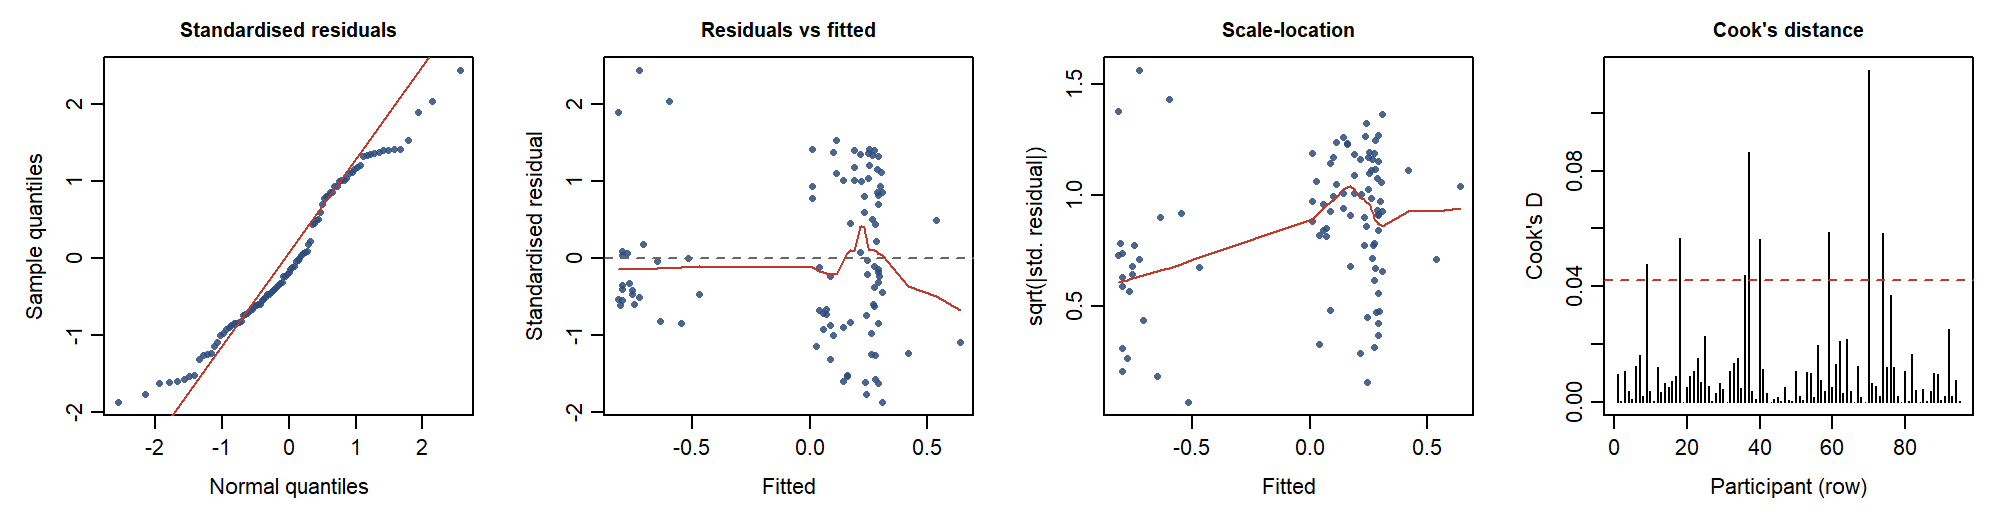 Standardised residuals
Sample quantiles
2
1
0
-1
-2
-2
-1
0
1
2
Normal quantiles
Residuals vs fitted
Standardised residual
2
1
0
-1
-2
-0.5
0.0
0.5
Fitted
Scale-location
sqrt(|std. residual|)
1.5
1.0
0.5
-0.5
0.0
0.5
Fitted
Cook's distance
Cook's D
0.08
0.04
0.00
0
20
40
60
80
Participant (row)